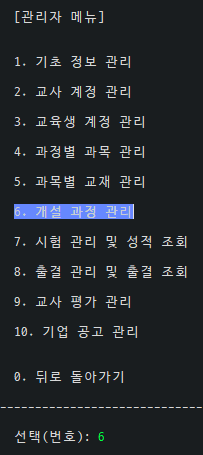 [관리자 메뉴]
1. 기초 정보 관리
2. 교사 계정 관리
3. 교육생 계정 관리
4. 과정별 과목 관리
5. 과목별 교재 관리
6. 개설 과정 관리
7. 시험 관리 및 성적 조회
8. 출결 관리 및 출결 조회
9. 교사 평가 관리
10. 기업 공고 관리
0. 뒤로 돌아가기
----------------------------
선택(번호): 6